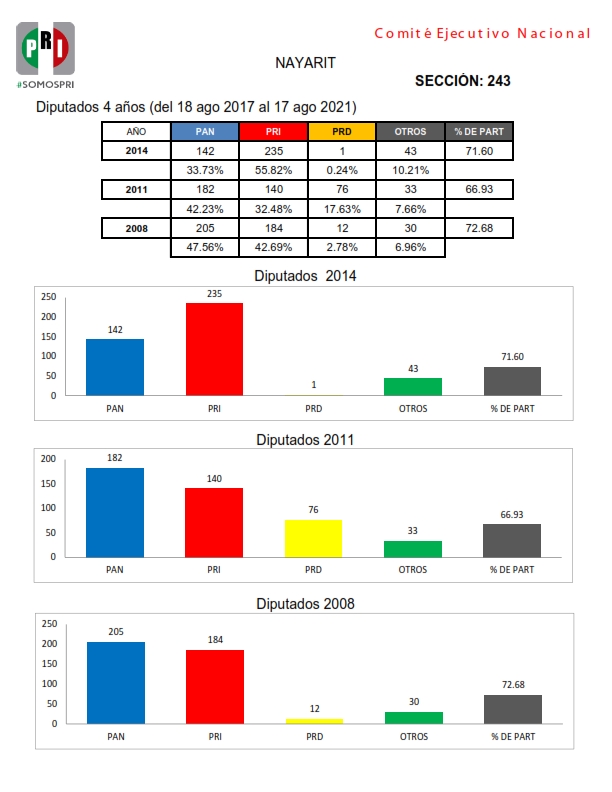 Comité Ejecutivo Nacional
PRI
#SOMOSPRI
NAYARIT
SECCIÓN: 243
Diputados 4 años (del 18 ago 2017 al 17 ago 2021)
AÑO PAN PRI PRD OTROS % DE PART
2014 142 235 1 43 71.60
33.73% 55.82% 0.24% 10.21%
2011 182 140 76 33 66.93
42.23% 32.48% 17.63% 7.66%
2008 205 184 12 30 72.68
47.56% 42.69% 2.78% 6.96%
Diputados 2014
250
200
150
100
50
0
142 235 1 43 71.60
PAN PRI PRD OTROS % DE PART
Diputados 2011
200
150
100
50
0
182 140 76 33 66.93
PAN PRI PRD OTROS % DE PART
Diputados 2008
250
200
150
100
50
0
205 184 12 30 72.68
PAN PRI PRD OTROS % DE PART